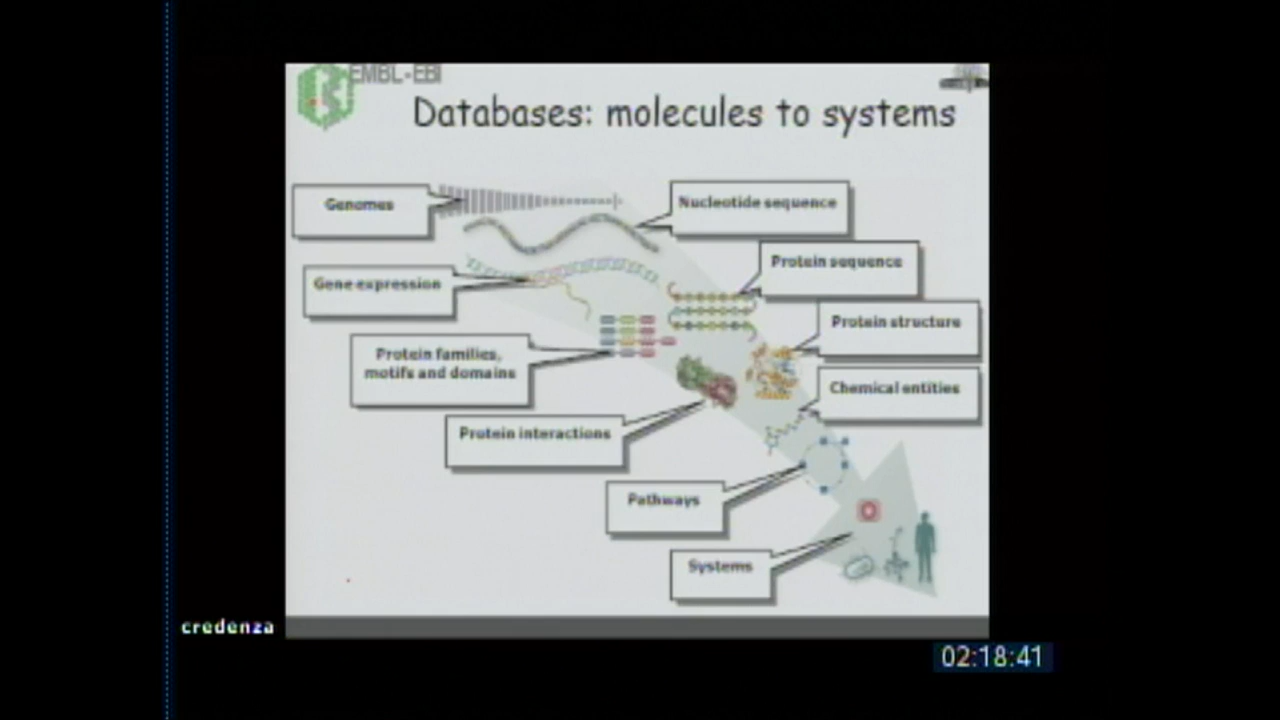 EMBL-EBI
Databases: molecules to systems
Genomes
Nucleotide sequence
Protein sequence
Gene expression
Protein structure
Protein families,
motifs and domains
Chemical entities
Protein interactions
Pathways
Systems
credenza
02:18:41